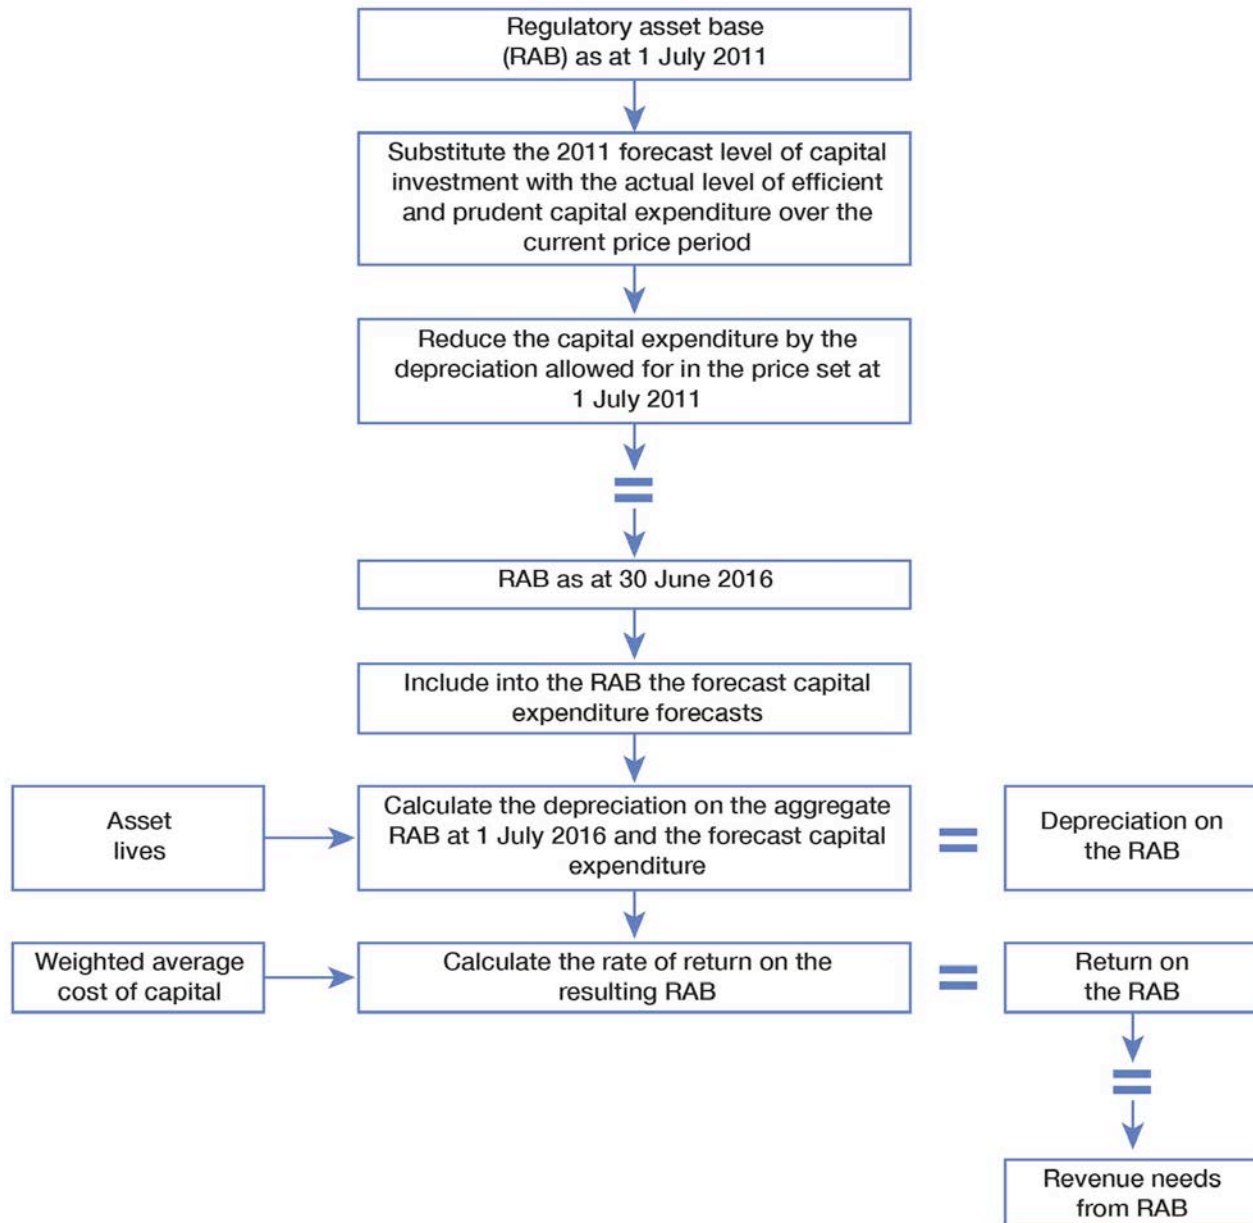 Regulatory asset base
(RAB) as at 1 July 2011
Substitute the 2011 forecast level of capital
investment with the actual level of efficient
and prudent capital expenditure over the
current price period
Reduce the capital expenditure by the
depreciation allowed for in the price set at
1 July 2011
=
RAB as at 30 June 2016
Include into the RAB the forecast capital
expenditure forecasts
Asset
lives
Calculate the depreciation on the aggregate
RAB at 1 July 2016 and the forecast capital
expenditure
=
Depreciation on
the RAB
Weighted average
cost of capital
Calculate the rate of return on the
resulting RAB
=
Return on
the RAB
=
Revenue needs
from RAB